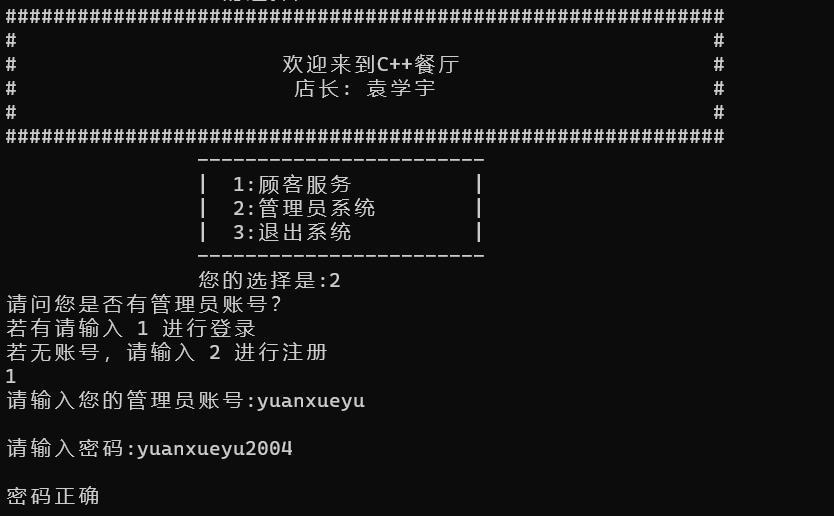 ############################################################
# #
# 欢迎来到C++餐厅 #
# 店长: 袁学宇 #
# #
############################################################
------------------------
| 1:顾客服务 |
| 2:管理员系统 |
| 3:退出系统 |
------------------------
您的选择是:2
请问您是否有管理员账号?
若有请输入 1 进行登录
若无账号, 请输入 2 进行注册
1
请输入您的管理员账号:yuanxueyu
请输入密码:yuanxueyu2004
密码正确